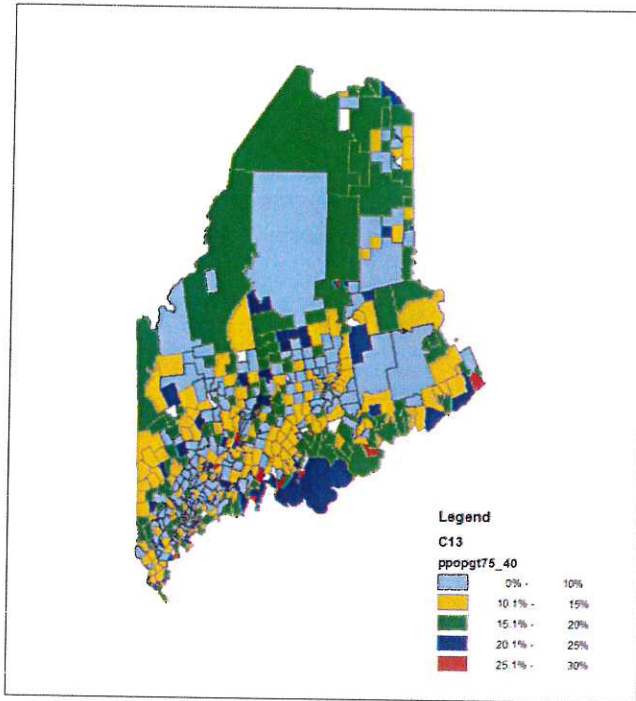 Legend
C13
ppopgt75_40
0% - 10%
10.1% - 15%
15.1% - 20%
20.1% - 25%
25.1% - 30%